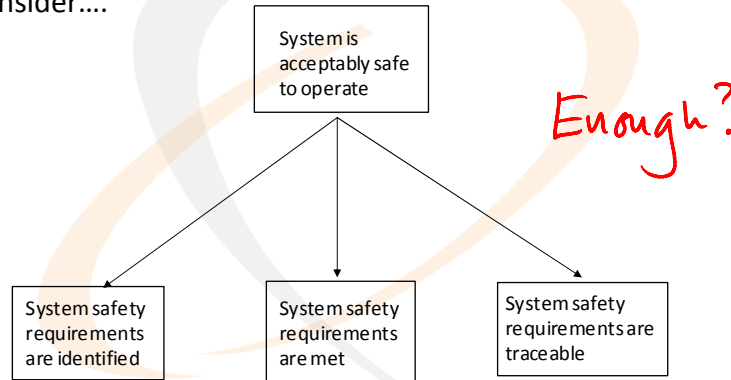 nsider....
System is
acceptably safe
to operate
Enough?
System safety
requirements
are identified
System safety
requirements
are met
System safety
requirements are
traceable